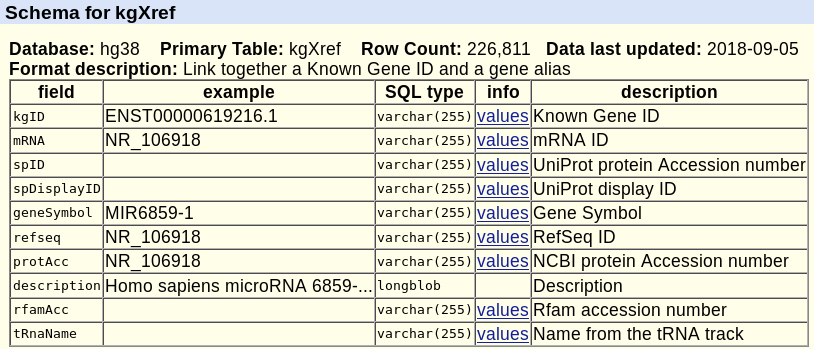 Schema for kgXref
Database: hg38 Primary Table: kgXref Row Count: 226,811 Data last updated: 2018-09-05
Format description: Link together a Known Gene ID and a gene alias
field example SQL type info description
kgID ENST00000619216.1 varchar(255) values Known Gene ID
mRNA NR_106918 varchar(255) values mRNA ID
spID varchar(255) values UniProt protein Accession number
spDisplayID varchar(255) values UniProt display ID
geneSymbol MIR6859-1 varchar(255) values Gene Symbol
refseq NR_106918 varchar(255) values RefSeq ID
protAcc NR_106918 varchar(255) values NCBI protein Accession number
description Homo sapiens microRNA 6859-... longblob Description
rfamAcc varchar(255) values Rfam accession number
tRnaName varchar(255) values Name from the tRNA track